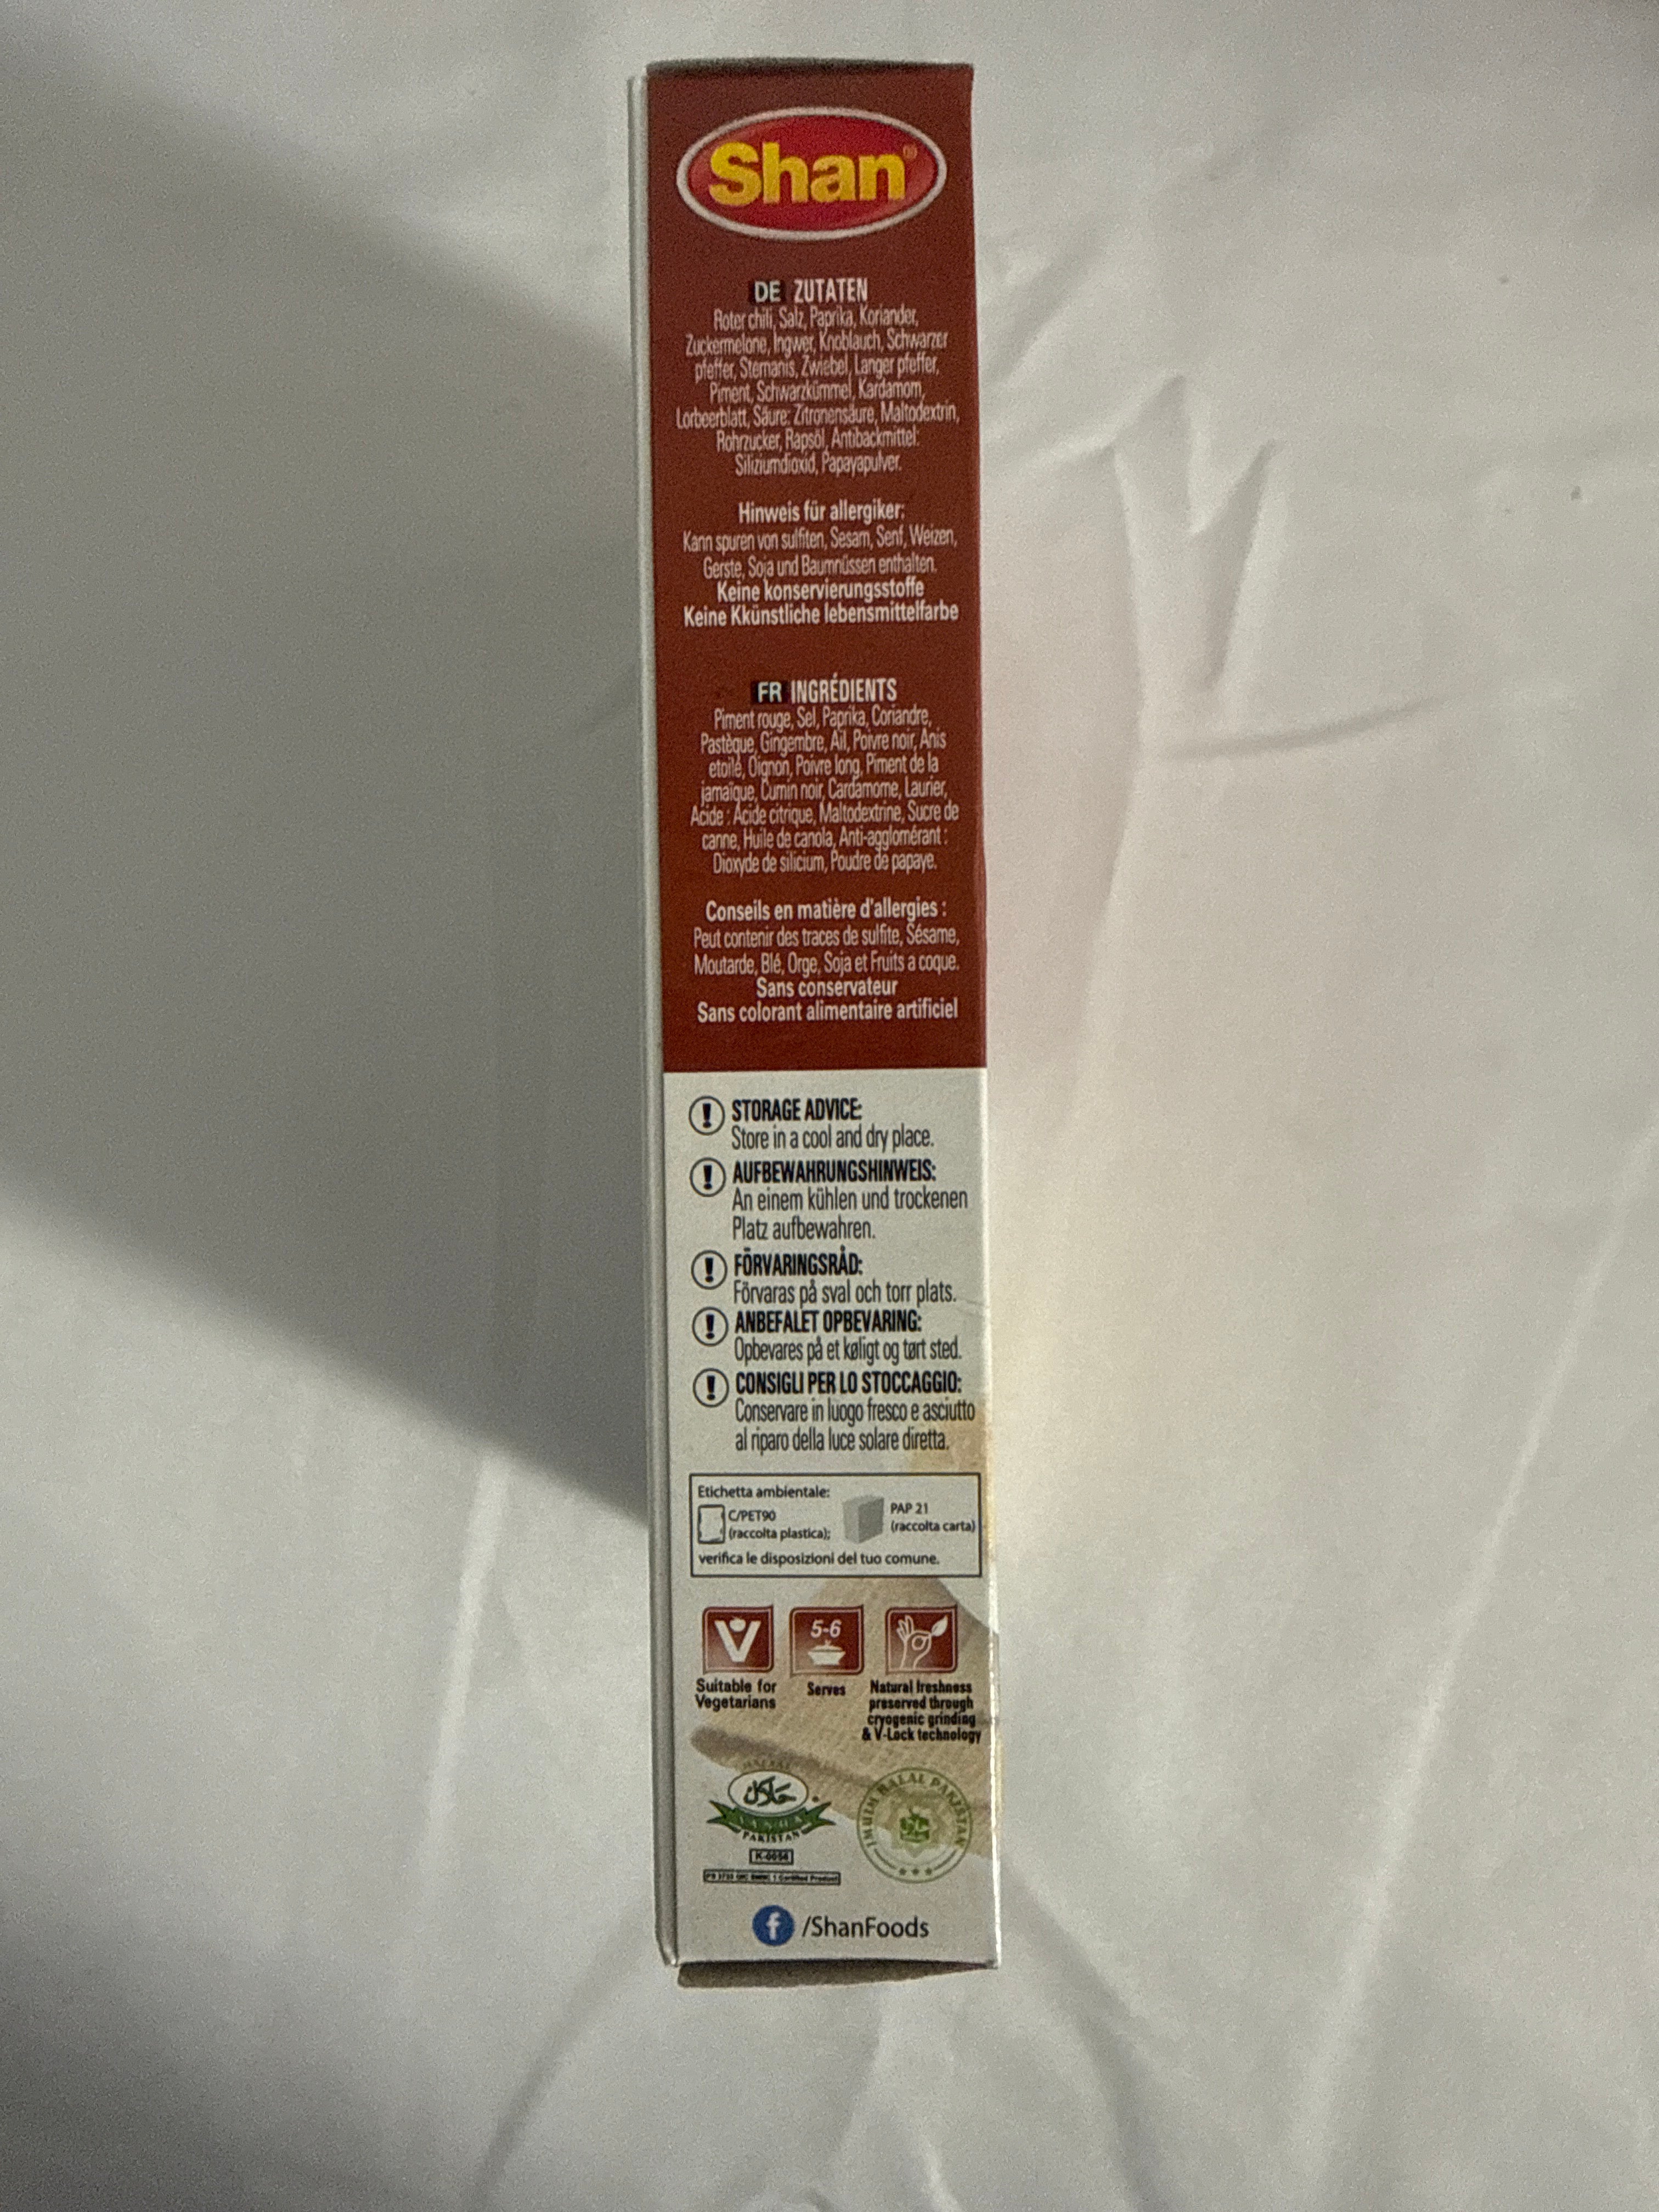 Shan®
DE ZUTATEN
Roter chili, Salz, Paprika, Koriander,
Zuckermelone, Ingwer, Knoblauch, Schwarzer
pfeffer, Sternanis, Zwiebel, Langer pfeffer,
Piment, Schwarzkümmel, Kardamom,
Lorbeerblatt, Säure: Zitronensäure, Maltodextrin,
Rohrzucker, Rapsöl, Antibackmittel:
Siliziumdioxid, Papayapulver.
Hinweis für allergiker:
Kann spuren von sulfiten, Sesam, Senf, Weizen,
Gerste, Soja und Baumnüssen enthalten.
Keine konservierungsstoffe
Keine Kkünstliche lebensmittelfarbe
FR INGRÉDIENTS
Piment rouge, Sel, Paprika, Coriandre,
Pastèque, Gingembre, Ail, Poivre noir, Anis
etoilé, Oignon, Poivre long, Piment de la
jamaïque, Cumin noir, Cardamome, Laurier,
Acide : Acide citrique, Maltodextrine, Sucre de
canne, Huile de canola, Anti-agglomérant :
Dioxyde de silicium, Poudre de papaye.
Conseils en matière d'allergies :
Peut contenir des traces de sulfite, Sésame,
Moutarde, Blé, Orge, Soja et Fruits a coque.
Sans conservateur
Sans colorant alimentaire artificiel
STORAGE ADVICE:
Store in a cool and dry place.
AUFBEWAHRUNGSHINWEIS:
An einem kühlen und trockenen
Platz aufbewahren.
FÖRVARINGSRÅD:
Förvaras på sval och torr plats.
ANBEFALET OPBEVARING:
Opbevares på et køligt og tørt sted.
CONSIGLI PER LO STOCCAGGIO:
Conservare in luogo fresco e asciutto
al riparo della luce solare diretta.
Etichetta ambientale:
C/PET90
(raccolta plastica);
PAP 21
(raccolta carta)
verifica le disposizioni del tuo comune.
V
Suitable for
Vegetarians
5-6
Serves
Natural freshness
preserved through
cryogenic grinding
& V-Lock technology
حلال
SANHA
PAKISTAN
K-0056
HALAL PAKISTAN
f /ShanFoods